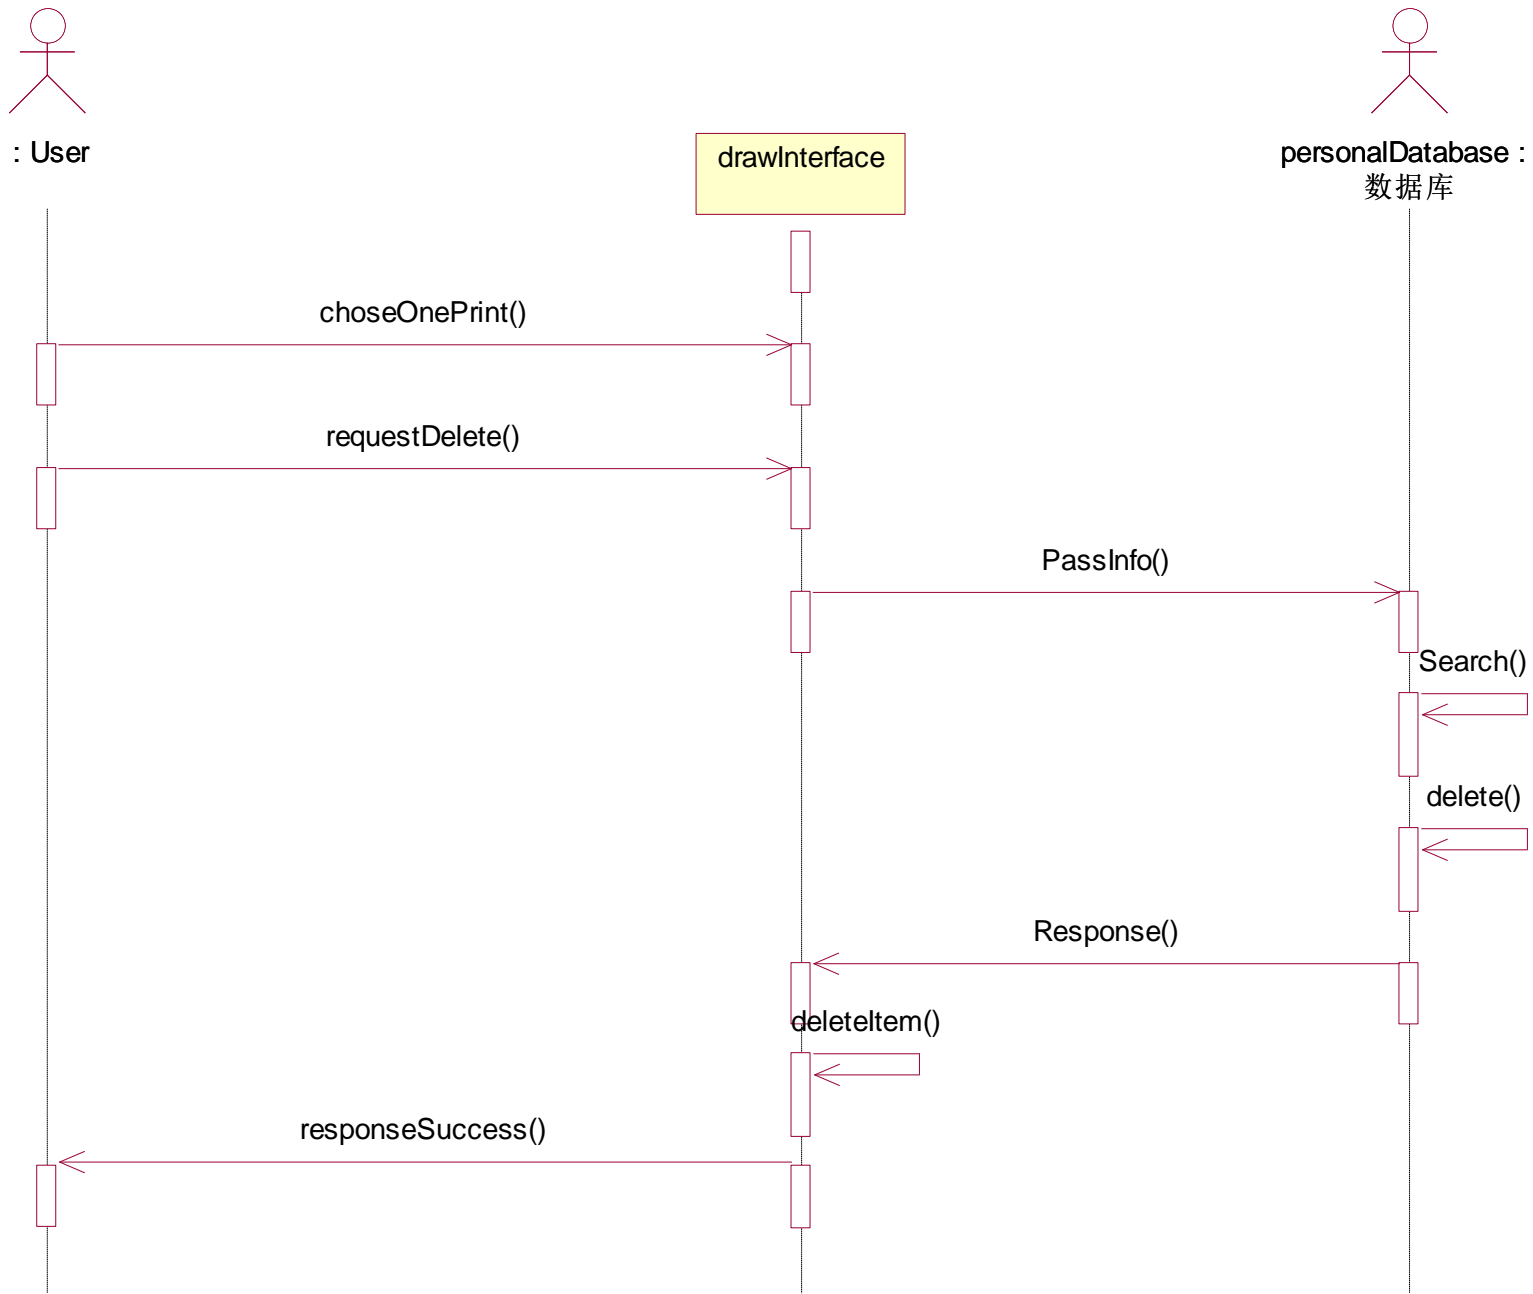 : User
drawInterface
personalDatabase :
数据库
choseOnePrint()
requestDelete()
PassInfo()
Search()
delete()
Response()
deleteItem()
responseSuccess()